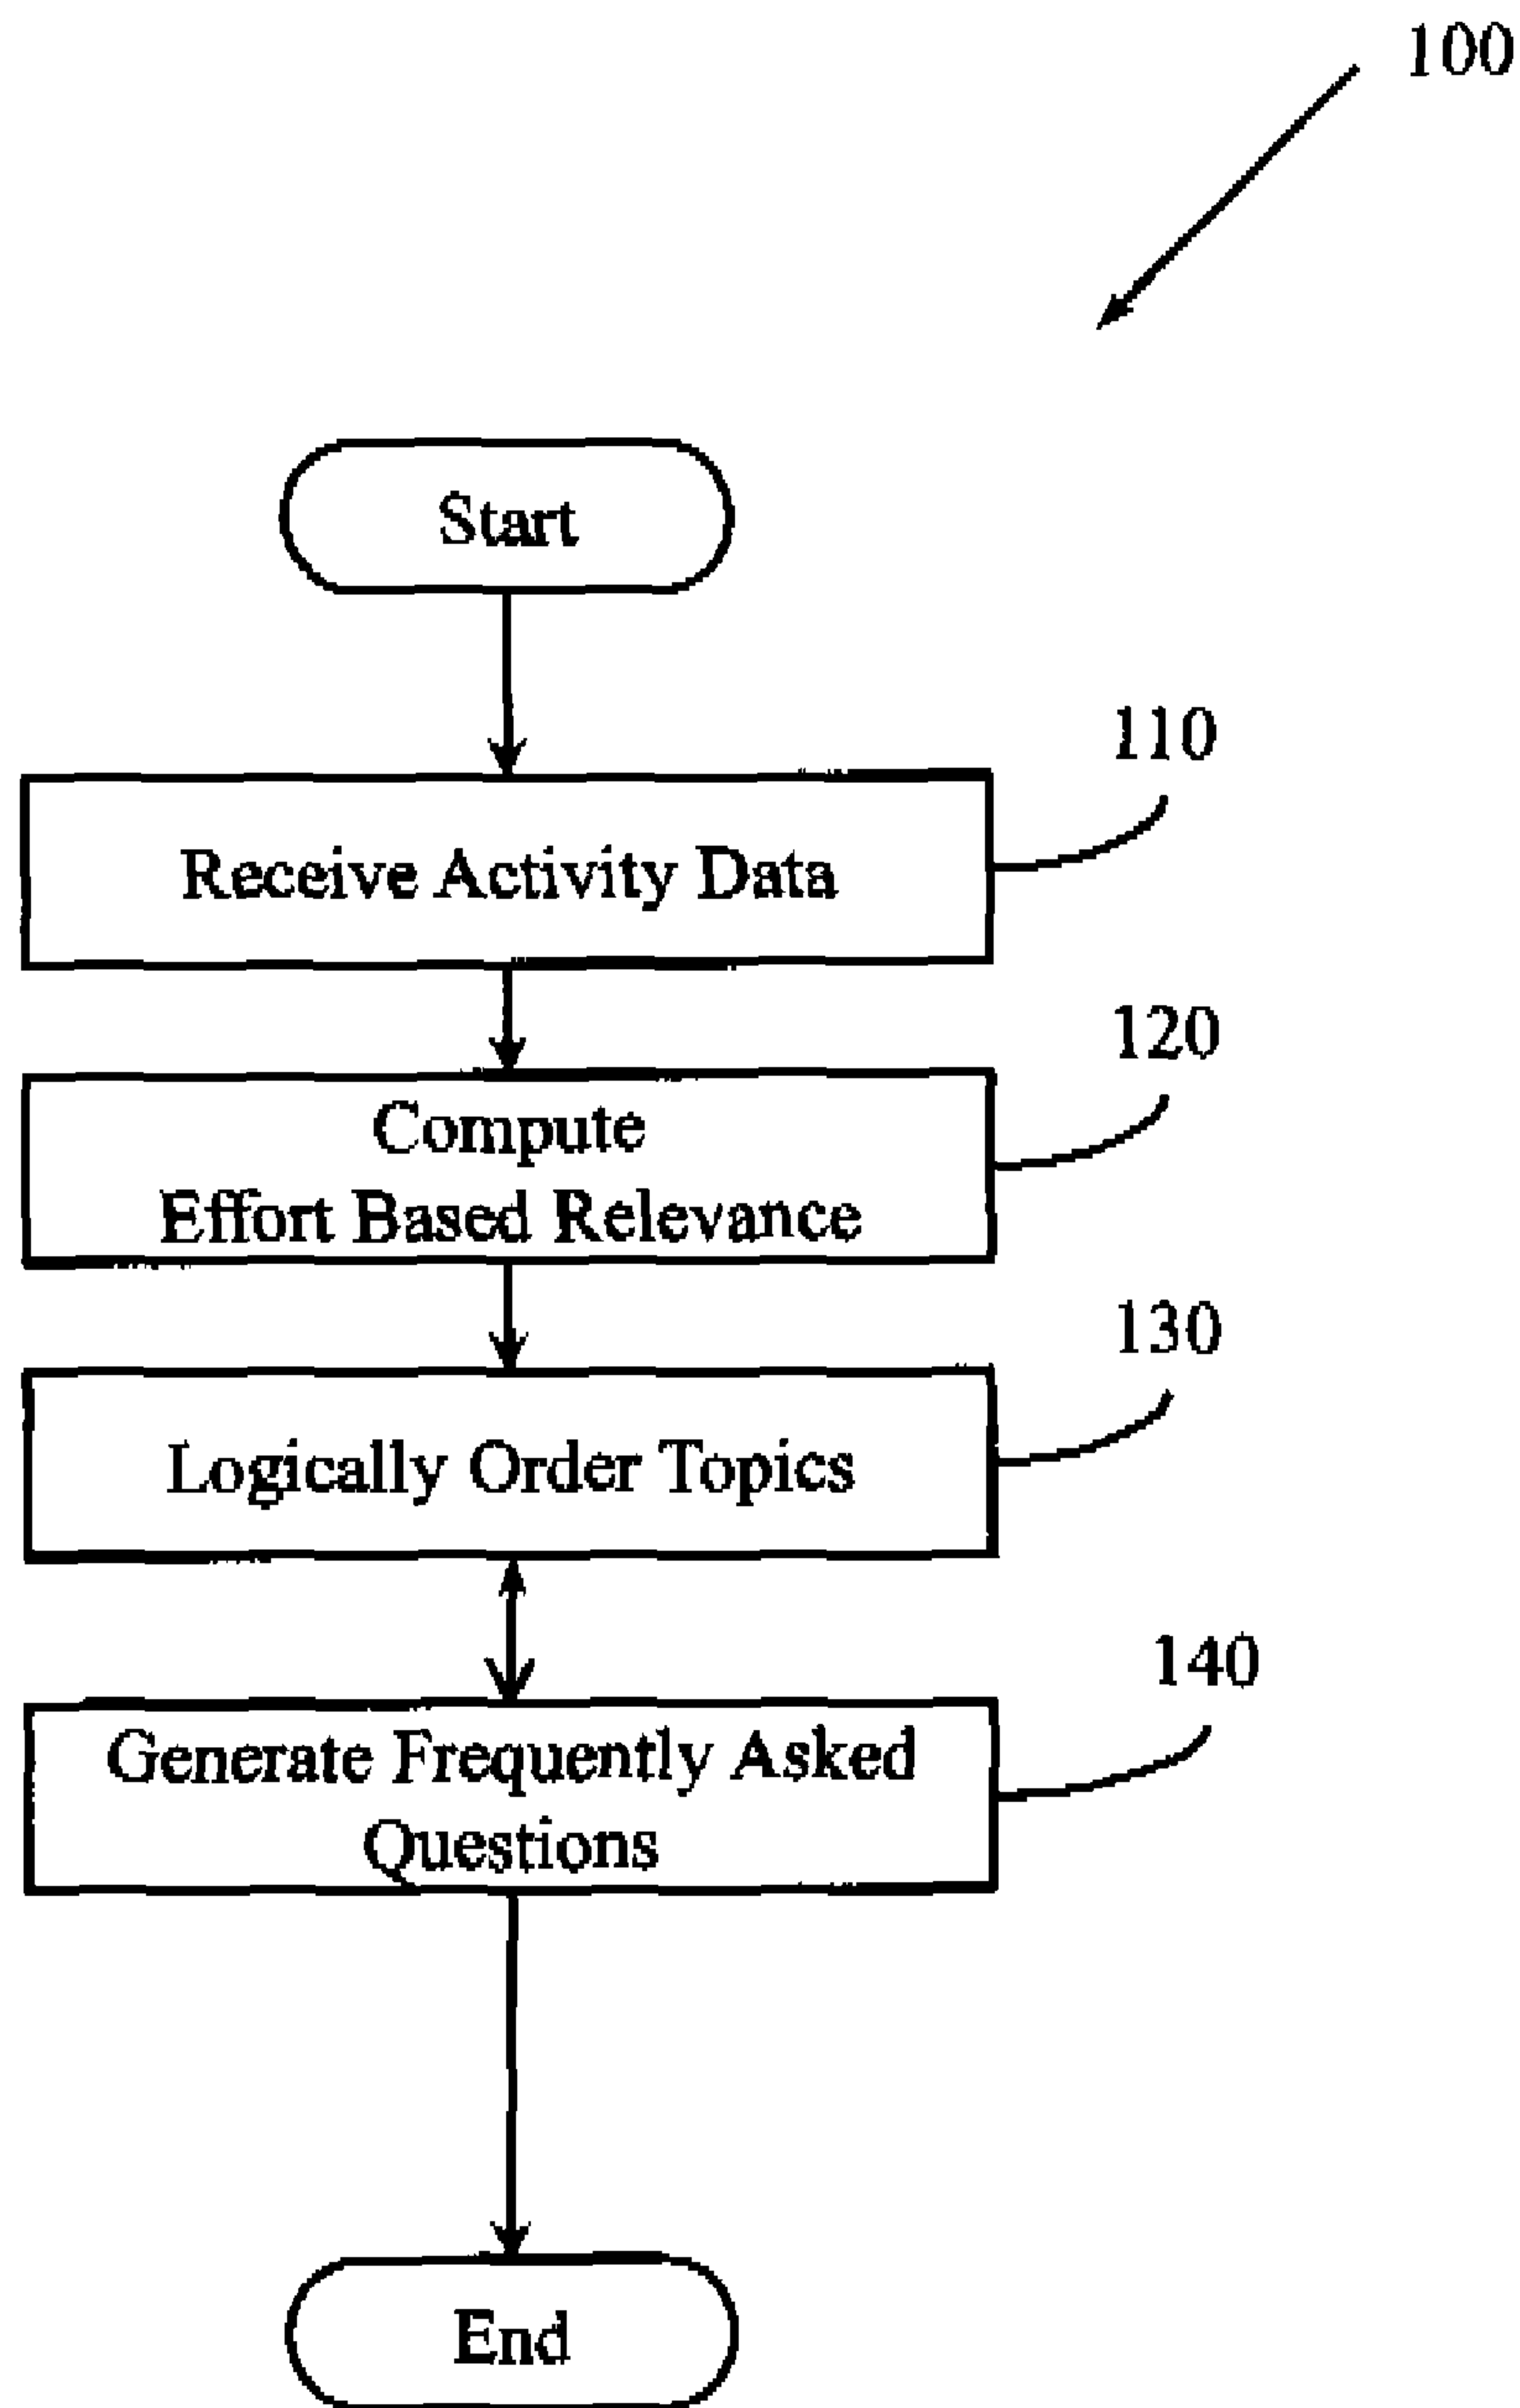 100
Start
110
Receive Activity Data
120
Compute
Effort Based Relevance
130
Logically Order Topics
140
Generate Frequently Asked
Questions
End